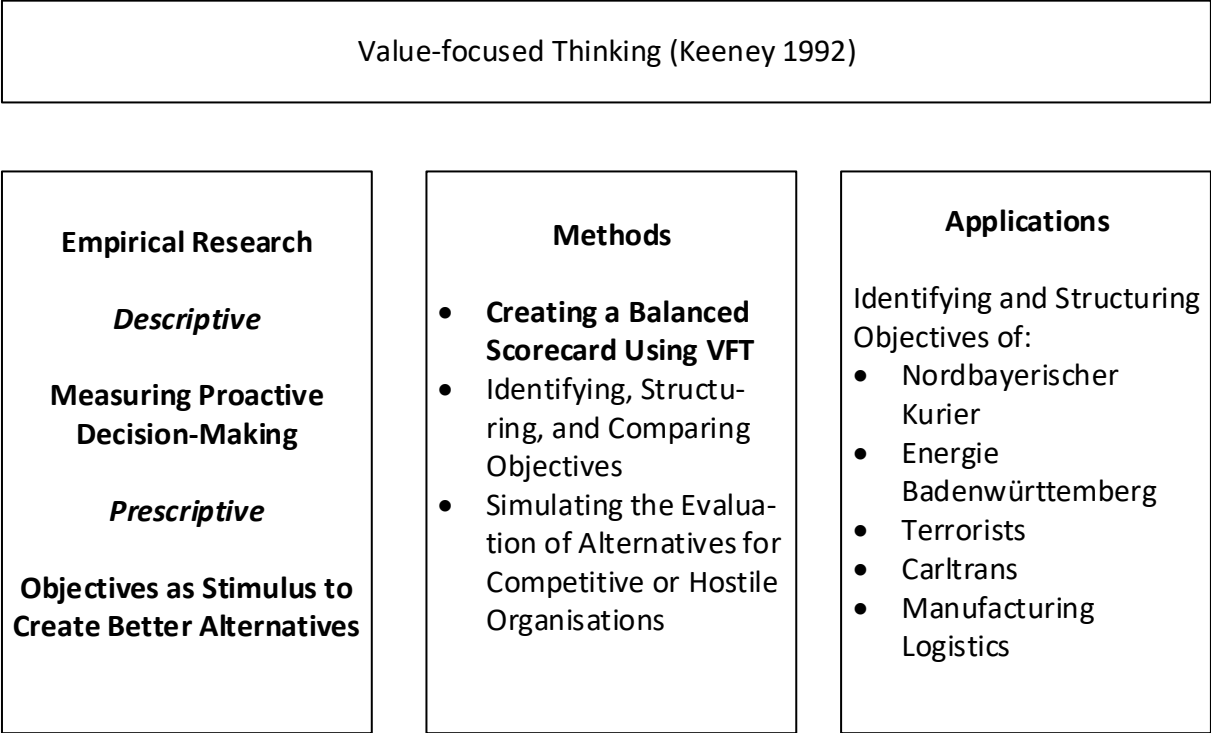 Value-focused Thinking (Keeney 1992)
Empirical Research
Descriptive
Measuring Proactive
Decision-Making
Prescriptive
Objectives as Stimulus to
Create Better Alternatives
Methods
• Creating a Balanced
Scorecard Using VFT
• Identifying, Structu-
ring, and Comparing
Objectives
• Simulating the Evalua-
tion of Alternatives for
Competitive or Hostile
Organisations
Applications
Identifying and Structuring
Objectives of:
• Nordbayerischer
Kurier
• Energie
Badenwürttemberg
• Terrorists
• Carltrans
• Manufacturing
Logistics